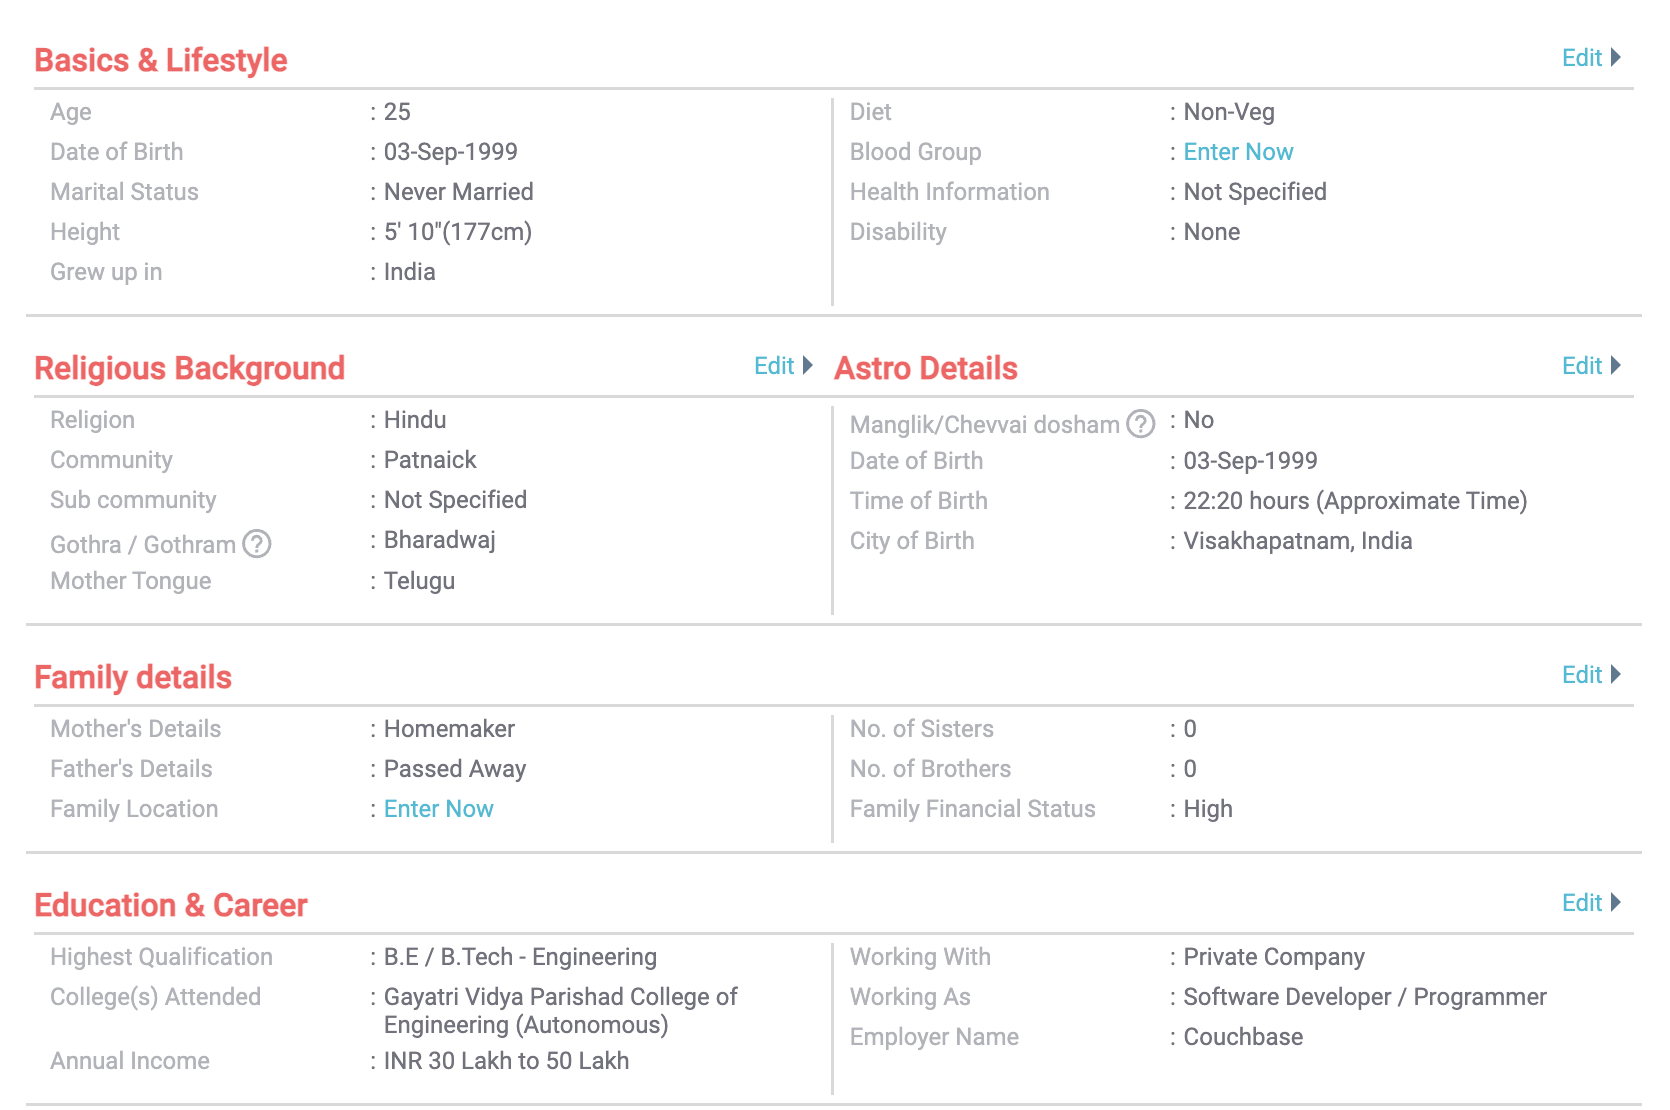 Basics & Lifestyle Edit
Age : 25
Date of Birth : 03-Sep-1999
Marital Status : Never Married
Height : 5' 10"(177cm)
Grew up in : India
Diet : Non-Veg
Blood Group : Enter Now
Health Information : Not Specified
Disability : None
Religious Background Edit
Religion : Hindu
Community : Patnaick
Sub community : Not Specified
Gothra / Gothram ? : Bharadwaj
Mother Tongue : Telugu
Astro Details Edit
Manglik/Chevvai dosham ? : No
Date of Birth : 03-Sep-1999
Time of Birth : 22:20 hours (Approximate Time)
City of Birth : Visakhapatnam, India
Family details Edit
Mother's Details : Homemaker
Father's Details : Passed Away
Family Location : Enter Now
No. of Sisters : 0
No. of Brothers : 0
Family Financial Status : High
Education & Career Edit
Highest Qualification : B.E / B.Tech - Engineering
College(s) Attended : Gayatri Vidya Parishad College of
Engineering (Autonomous)
Annual Income : INR 30 Lakh to 50 Lakh
Working With : Private Company
Working As : Software Developer / Programmer
Employer Name : Couchbase